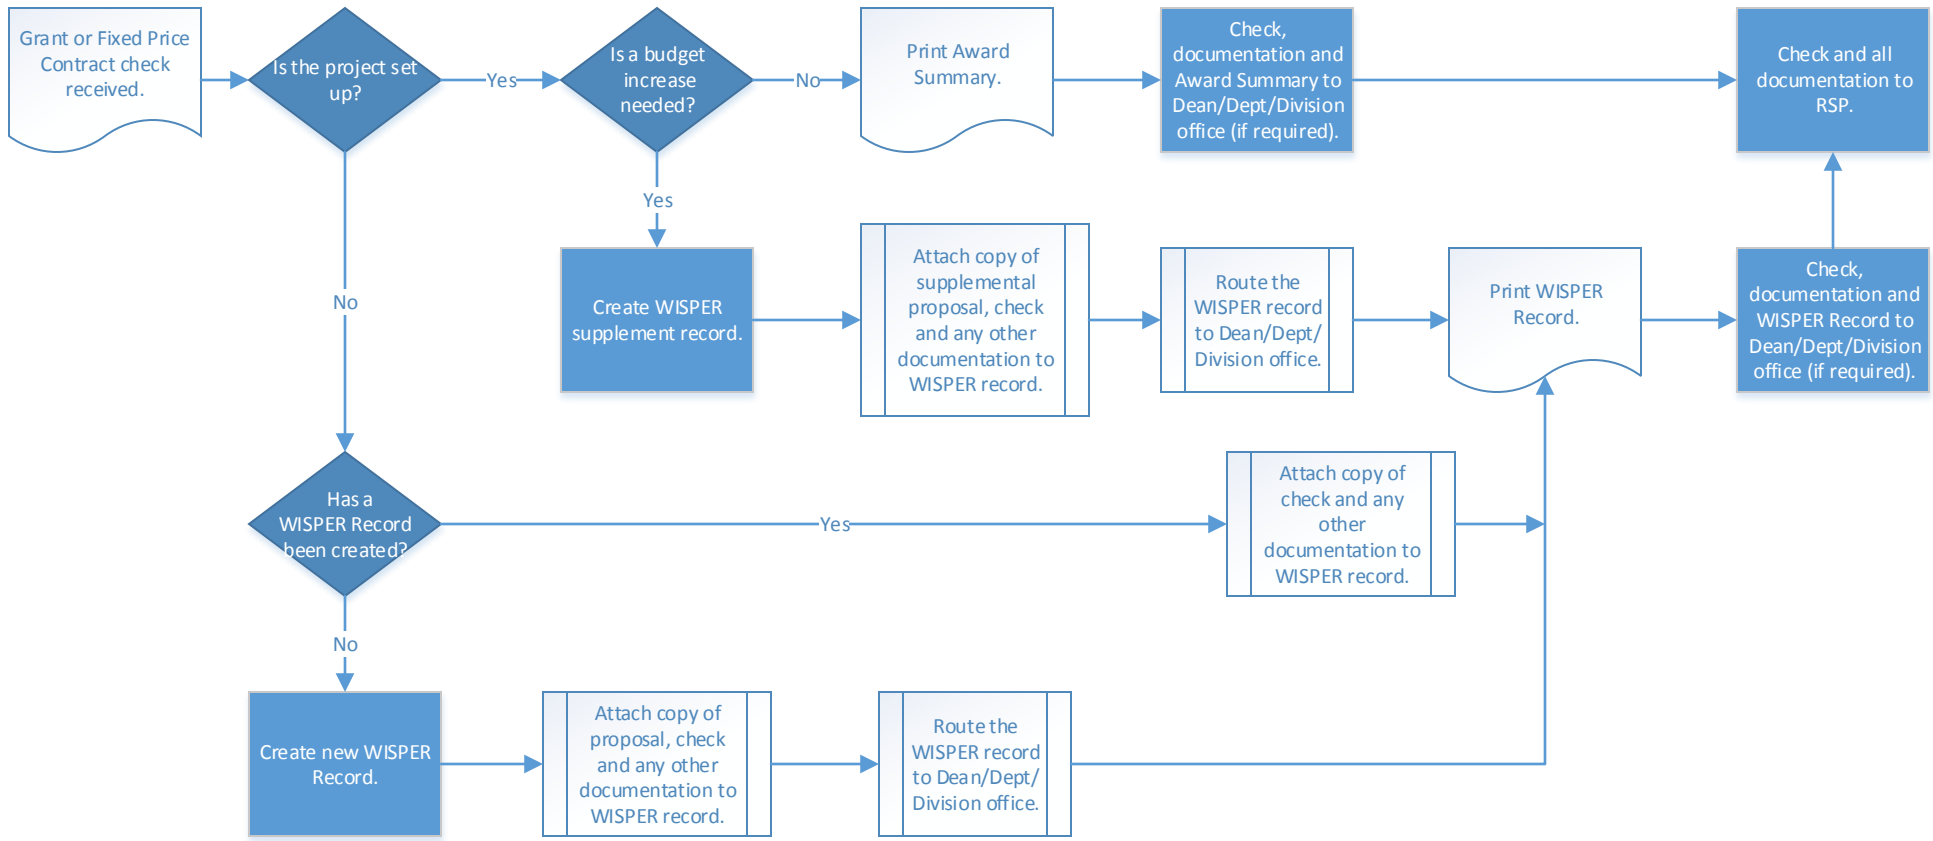 Grant or Fixed Price
Contract check
received.
Is the project set
up?
Yes
Is a budget
increase
needed?
No
Print Award
Summary.
Check,
documentation and
Award Summary to
Dean/Dept/Division
office (if required).
Check and all
documentation to
RSP.
Yes
No
Create WISPER
supplement record.
Attach copy of
supplemental
proposal, check
and any other
documentation to
WISPER record.
Route the
WISPER record
to Dean/Dept/
Division office.
Print WISPER
Record.
Check,
documentation and
WISPER Record to
Dean/Dept/Division
office (if required).
Has a
WISPER Record
been created?
Yes
Attach copy of
check and any
other
documentation to
WISPER record.
No
Create new WISPER
Record.
Attach copy of
proposal, check
and any other
documentation to
WISPER record.
Route the
WISPER record
to Dean/Dept/
Division office.